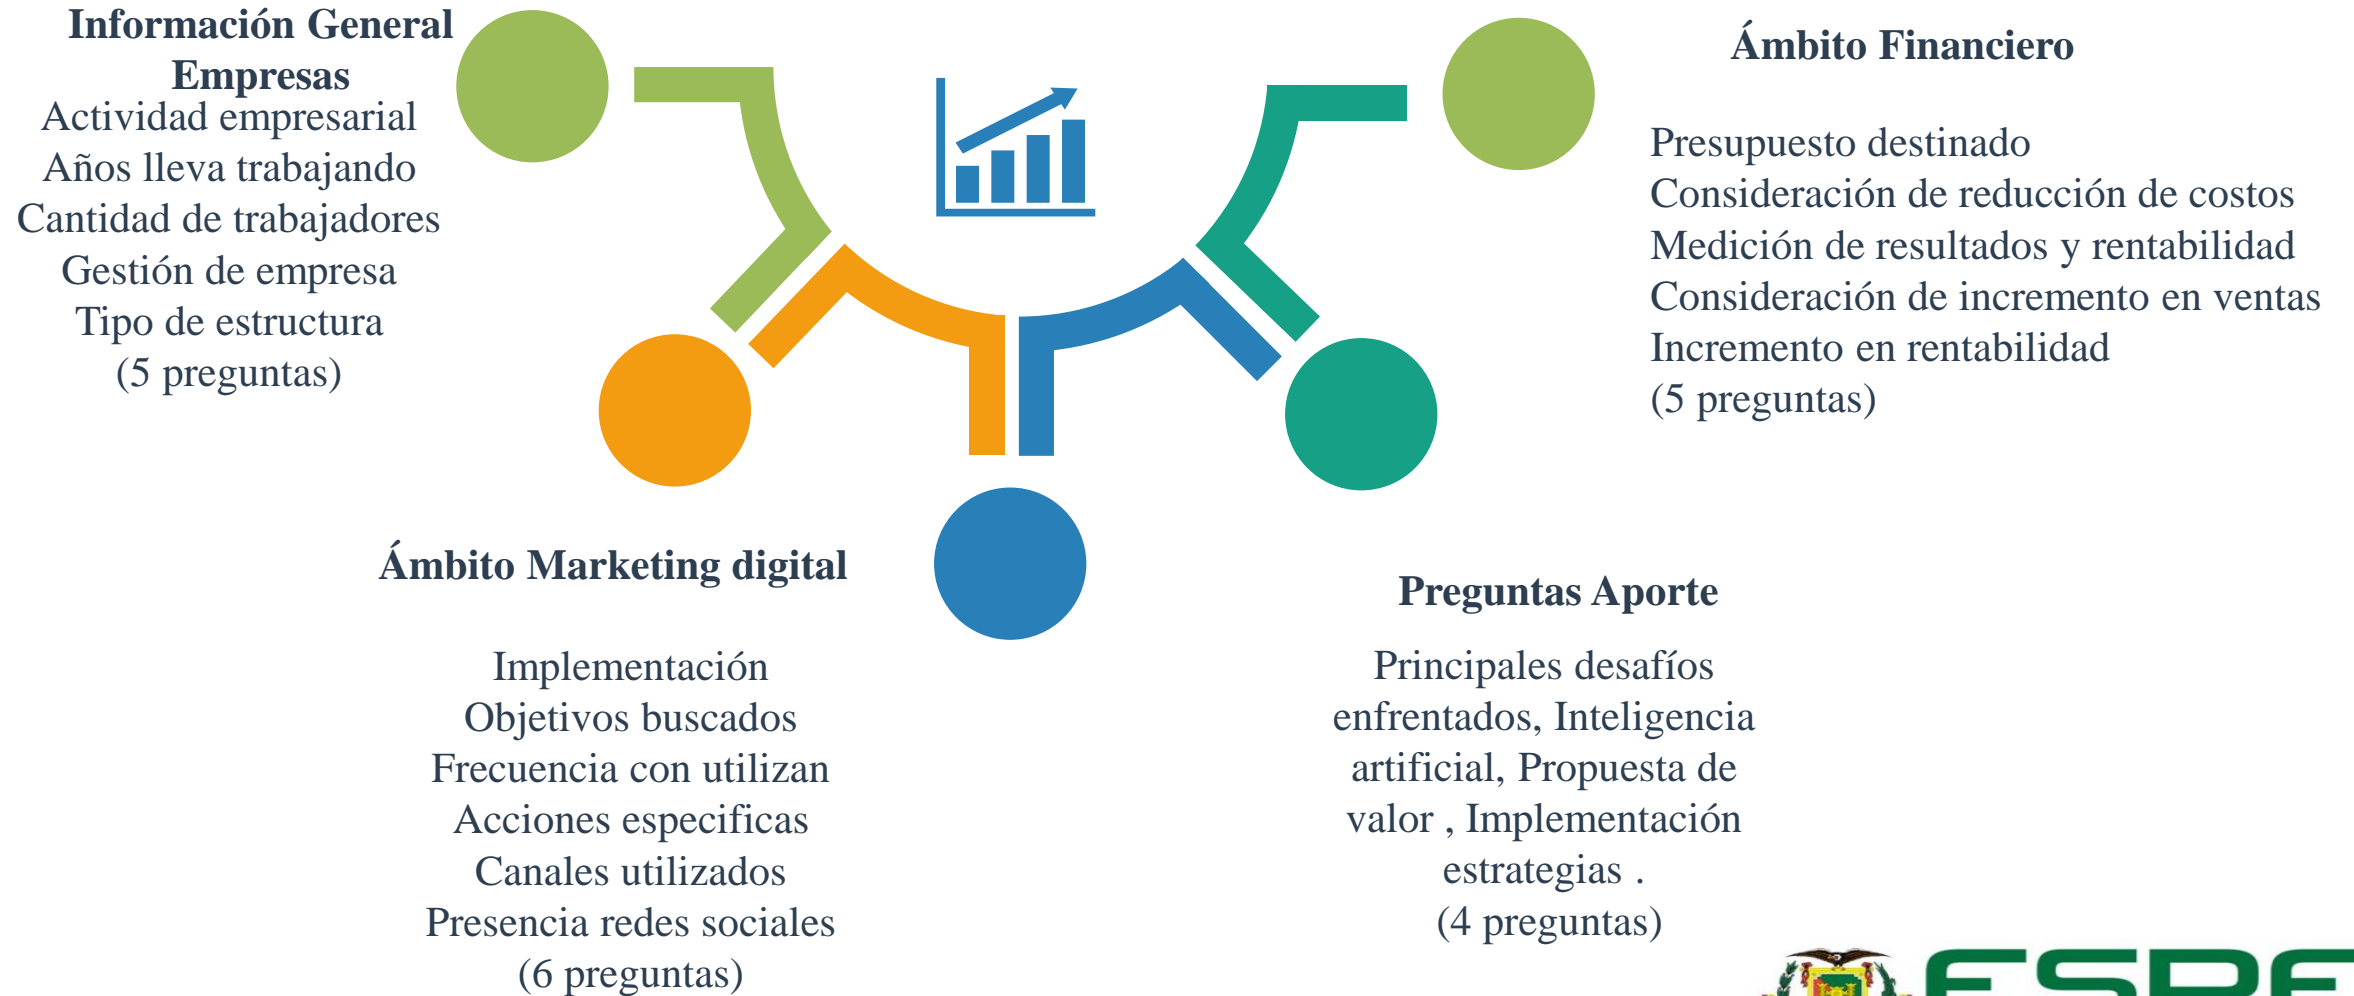 Información General
Empresas
Actividad empresarial
Años lleva trabajando
Cantidad de trabajadores
Gestión de empresa
Tipo de estructura
(5 preguntas)
Ámbito Marketing digital
Implementación
Objetivos buscados
Frecuencia con utilizan
Acciones especificas
Canales utilizados
Presencia redes sociales
(6 preguntas)
Preguntas Aporte
Principales desafíos
enfrentados, Inteligencia
artificial, Propuesta de
valor , Implementación
estrategias .
(4 preguntas)
Ámbito Financiero
Presupuesto destinado
Consideración de reducción de costos
Medición de resultados y rentabilidad
Consideración de incremento en ventas
Incremento en rentabilidad
(5 preguntas)
ESPE